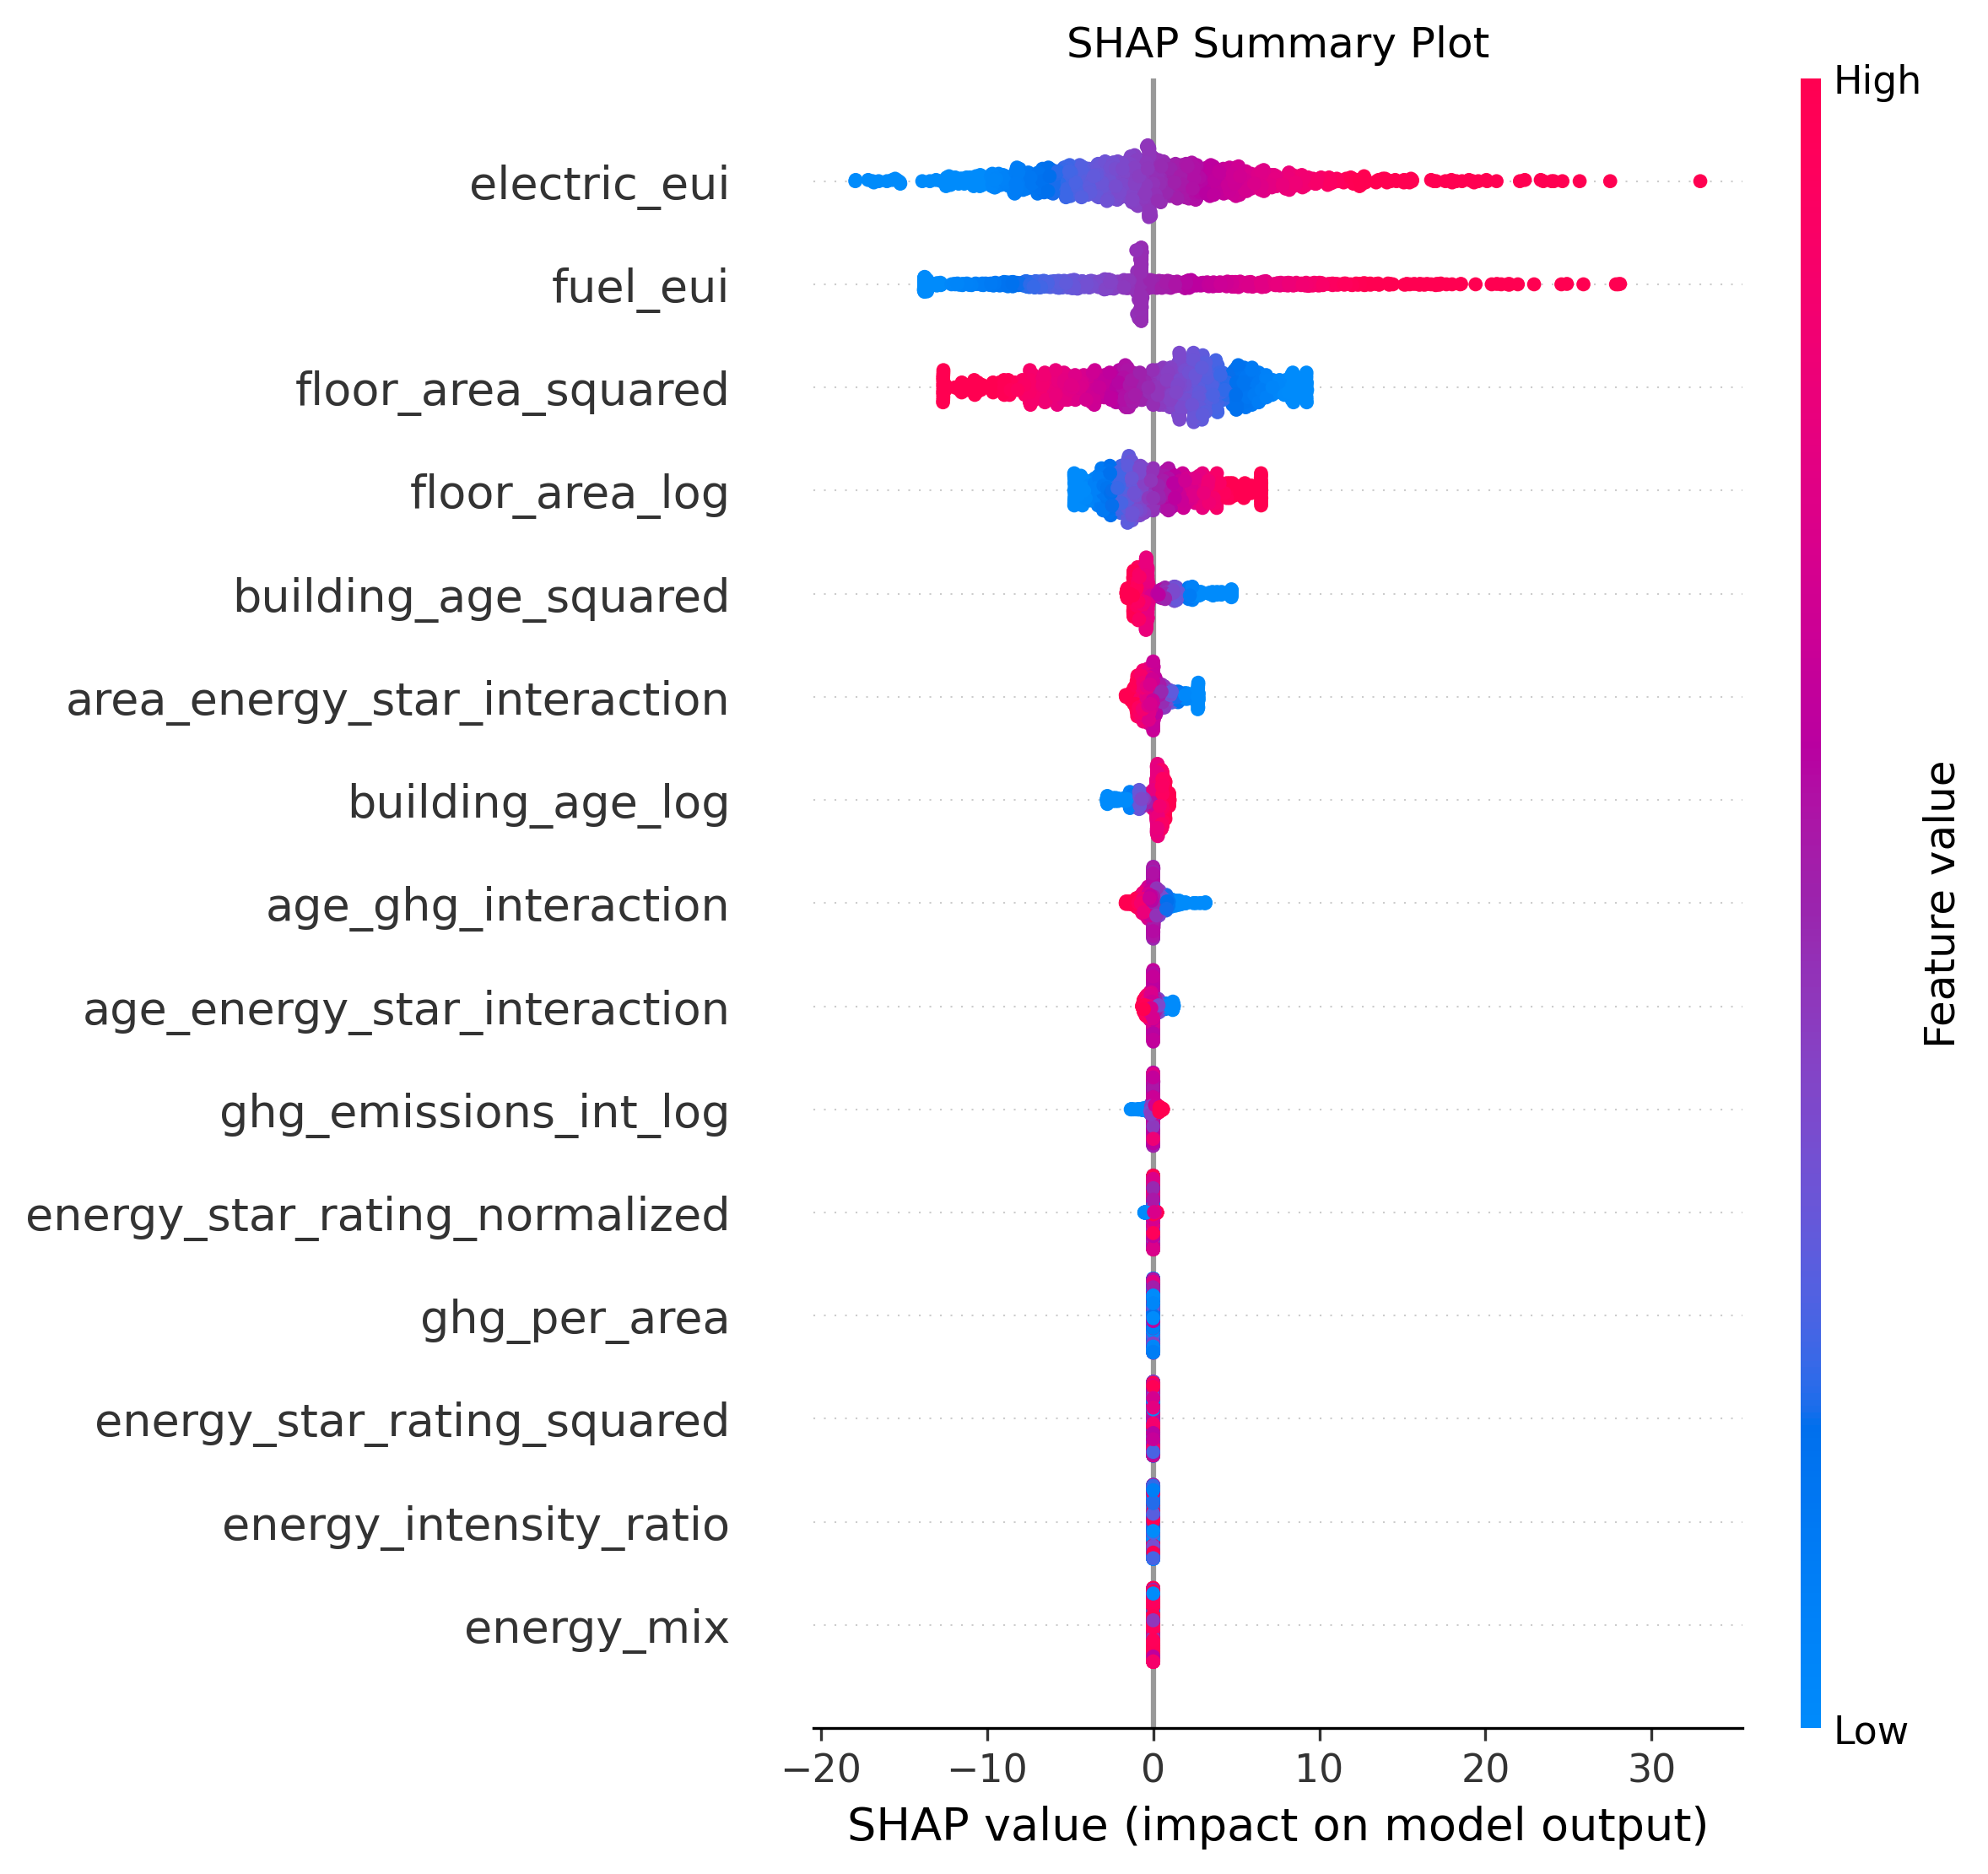 SHAP Summary Plot
High
electric_eui
fuel_eui
floor_area_squared
floor_area_log
building_age_squared
area_energy_star_interaction
building_age_log
age_ghg_interaction
age_energy_star_interaction
ghg_emissions_int_log
energy_star_rating_normalized
ghg_per_area
energy_star_rating_squared
energy_intensity_ratio
energy_mix
Feature value
Low
−20 −10 0 10 20 30
SHAP value (impact on model output)